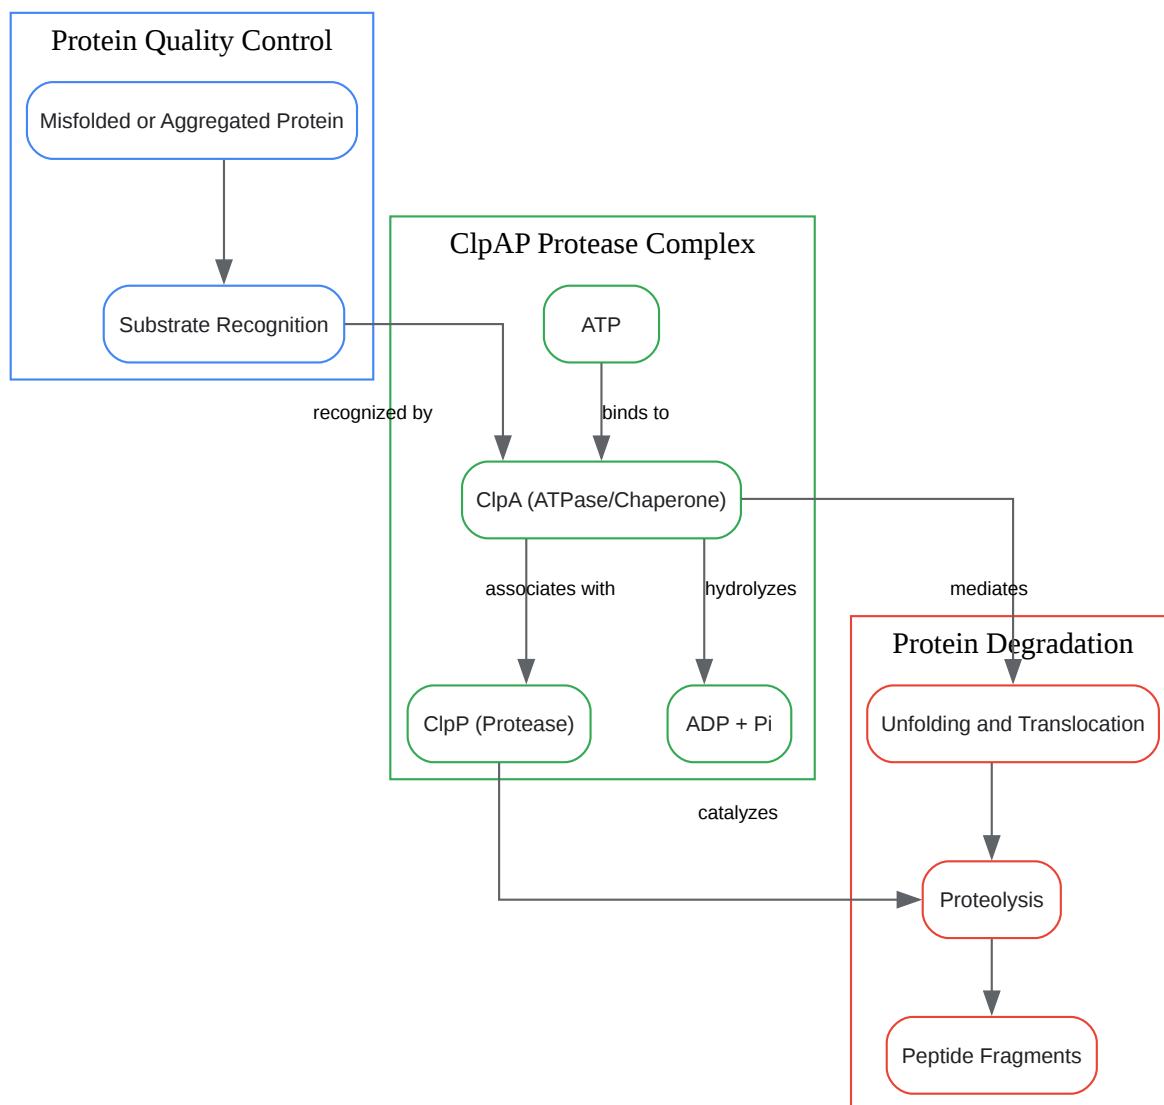 Protein Quality Control
Misfolded or Aggregated Protein
Substrate Recognition
recognized by
ClpAP Protease Complex
ATP
binds to
ClpA (ATPase/Chaperone)
associates with
hydrolyzes
mediates
ClpP (Protease)
ADP + Pi
catalyzes
Protein Degradation
Unfolding and Translocation
Proteolysis
Peptide Fragments